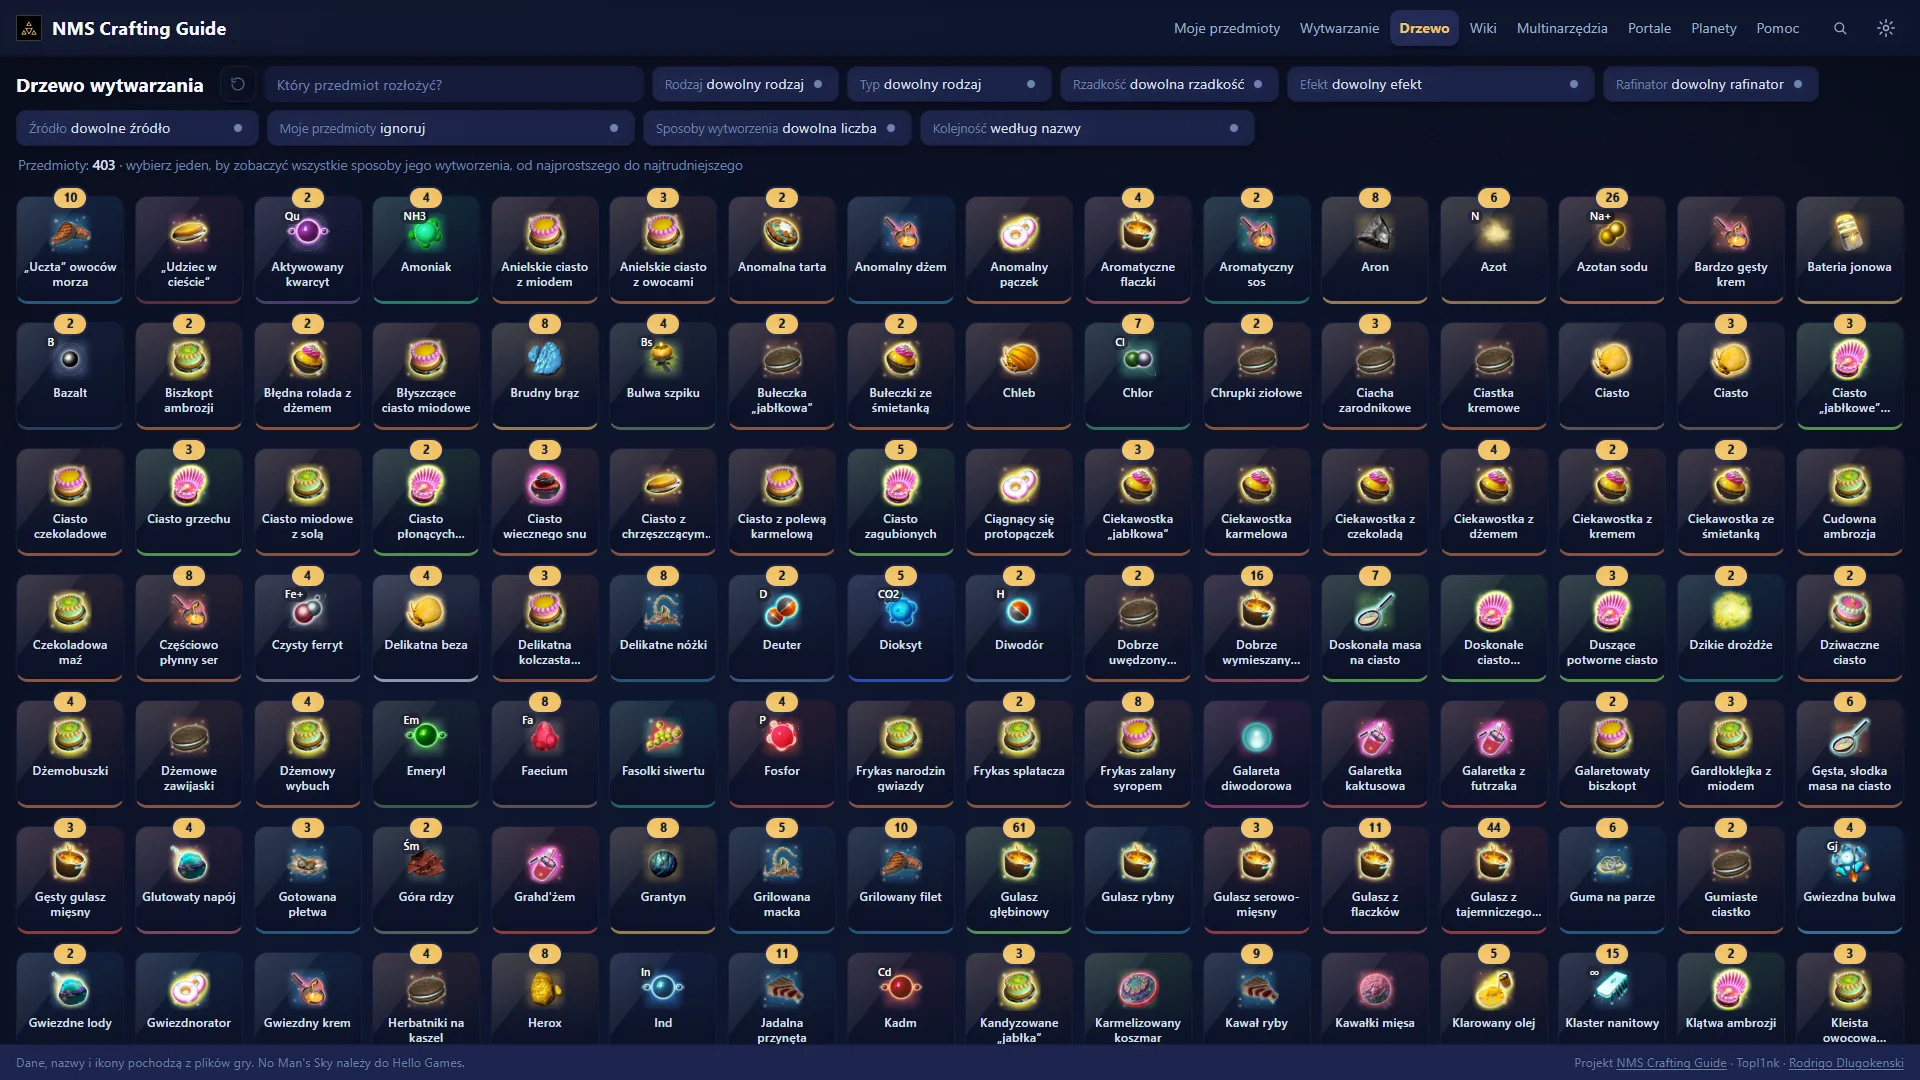 NMS Crafting Guide
Moje przedmioty Wytwarzanie Drzewo Wiki Multinarzędzia Portale Planety Pomoc
Drzewo wytwarzania Który przedmiot rozłożyć? Rodzaj dowolny rodzaj Typ dowolny rodzaj Rzadkość dowolna rzadkość Efekt dowolny efekt Rafinator dowolny rafinator
Źródło dowolne źródło Moje przedmioty ignoruj Sposoby wytworzenia dowolna liczba Kolejność według nazwy
Przedmioty: 403 · wybierz jeden, by zobaczyć wszystkie sposoby jego wytworzenia, od najprostszego do najtrudniejszego
10 2 4 3 2 4 2 8 6 26
Qu NH3 N Na+
„Uczta” owoców „Udziec w Aktywowany Amoniak Anielskie ciasto Anielskie ciasto Anomalna tarta Anomalny dżem Anomalny Aromatyczne Aromatyczny Aron Azot Azotan sodu Bardzo gęsty Bateria jonowa
morza cieście” kwarcyt z miodem z owocami pączek flaczki sos krem
2 2 2 8 4 2 2 7 2 3 3 3
B Bs Cl
Bazalt Biszkopt Błędna rolada z Błyszczące Brudny brąz Bulwa szpiku Bułeczka Bułeczki ze Chleb Chlor Chrupki ziołowe Ciacha Ciastka Ciasto Ciasto Ciasto
ambrozji dżemem ciasto miodowe „jabłkowa” śmietanką zarodnikowe kremowe „jabłkowe”...
3 2 3 5 3 4 2 2
Ciasto Ciasto grzechu Ciasto miodowe Ciasto Ciasto Ciasto z Ciasto z polewą Ciasto Ciągnący się Ciekawostka Ciekawostka Ciekawostka z Ciekawostka z Ciekawostka z Ciekawostka ze Cudowna
czekoladowe z solą płonących... wiecznego snu chrzęszczącym.. karmelową zagubionych protopączek „jabłkowa” karmelowa czekoladą dżemem kremem śmietanką ambrozja
8 4 4 3 8 2 5 2 2 16 7 3 2 2
Fe+ D CO2 H
Czekoladowa Częściowo Czysty ferryt Delikatna beza Delikatna Delikatne nóżki Deuter Dioksyt Diwodór Dobrze Dobrze Doskonała masa Doskonałe Duszące Dzikie drożdże Dziwaczne
maź płynny ser kolczasta... uwędzony... wymieszany... na ciasto ciasto... potworne ciasto ciasto
4 4 8 4 2 8 2 3 6
Em Fa P
Dżemobuszki Dżemowe Dżemowy Emeryl Faecium Fasolki siwertu Fosfor Frykas narodzin Frykas splatacza Frykas zalany Galareta Galaretka Galaretka z Galaretowaty Gardłoklejka z Gęsta, słodka
zawijaski wybuch gwiazdy syropem diwodorowa kaktusowa futrzaka biszkopt miodem masa na ciasto
3 4 3 2 8 5 10 61 3 11 44 6 2 4
Śm Gj
Gęsty gulasz Glutowaty napój Gotowana Góra rdzy Grahd'żem Grantyn Grilowana Grilowany filet Gulasz Gulasz rybny Gulasz serowo- Gulasz z Gulasz z Guma na parze Gumiaste Gwiezdna bulwa
mięsny płetwa macka głębinowy mięsny flaczków tajemniczego... ciastko
2 4 8 11 3 9 5 15 2 3
In Cd ∞
Gwiezdne lody Gwiezdnorator Gwiezdny krem Herbatniki na Herox Ind Jadalna Kadm Kandyzowane Karmelizowany Kawał ryby Kawałki mięsa Klarowany olej Klaster nanitowy Klątwa ambrozji Kleista
kaszel przynęta „jabłka” koszmar owocowa...
Dane, nazwy i ikony pochodzą z plików gry. No Man's Sky należy do Hello Games. Projekt NMS Crafting Guide · Topl1nk · Rodrigo Dlugokenski